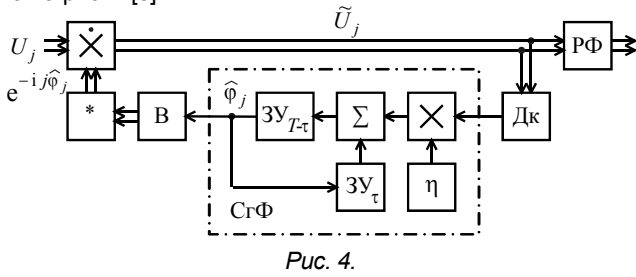 Ũ_j
U_j
×
РФ
e^{-i jφ̂_j}
*
В
φ̂_j
ЗУ_{T-τ}
Σ
×
Дк
СгФ
ЗУ_τ
η
Рис. 4.